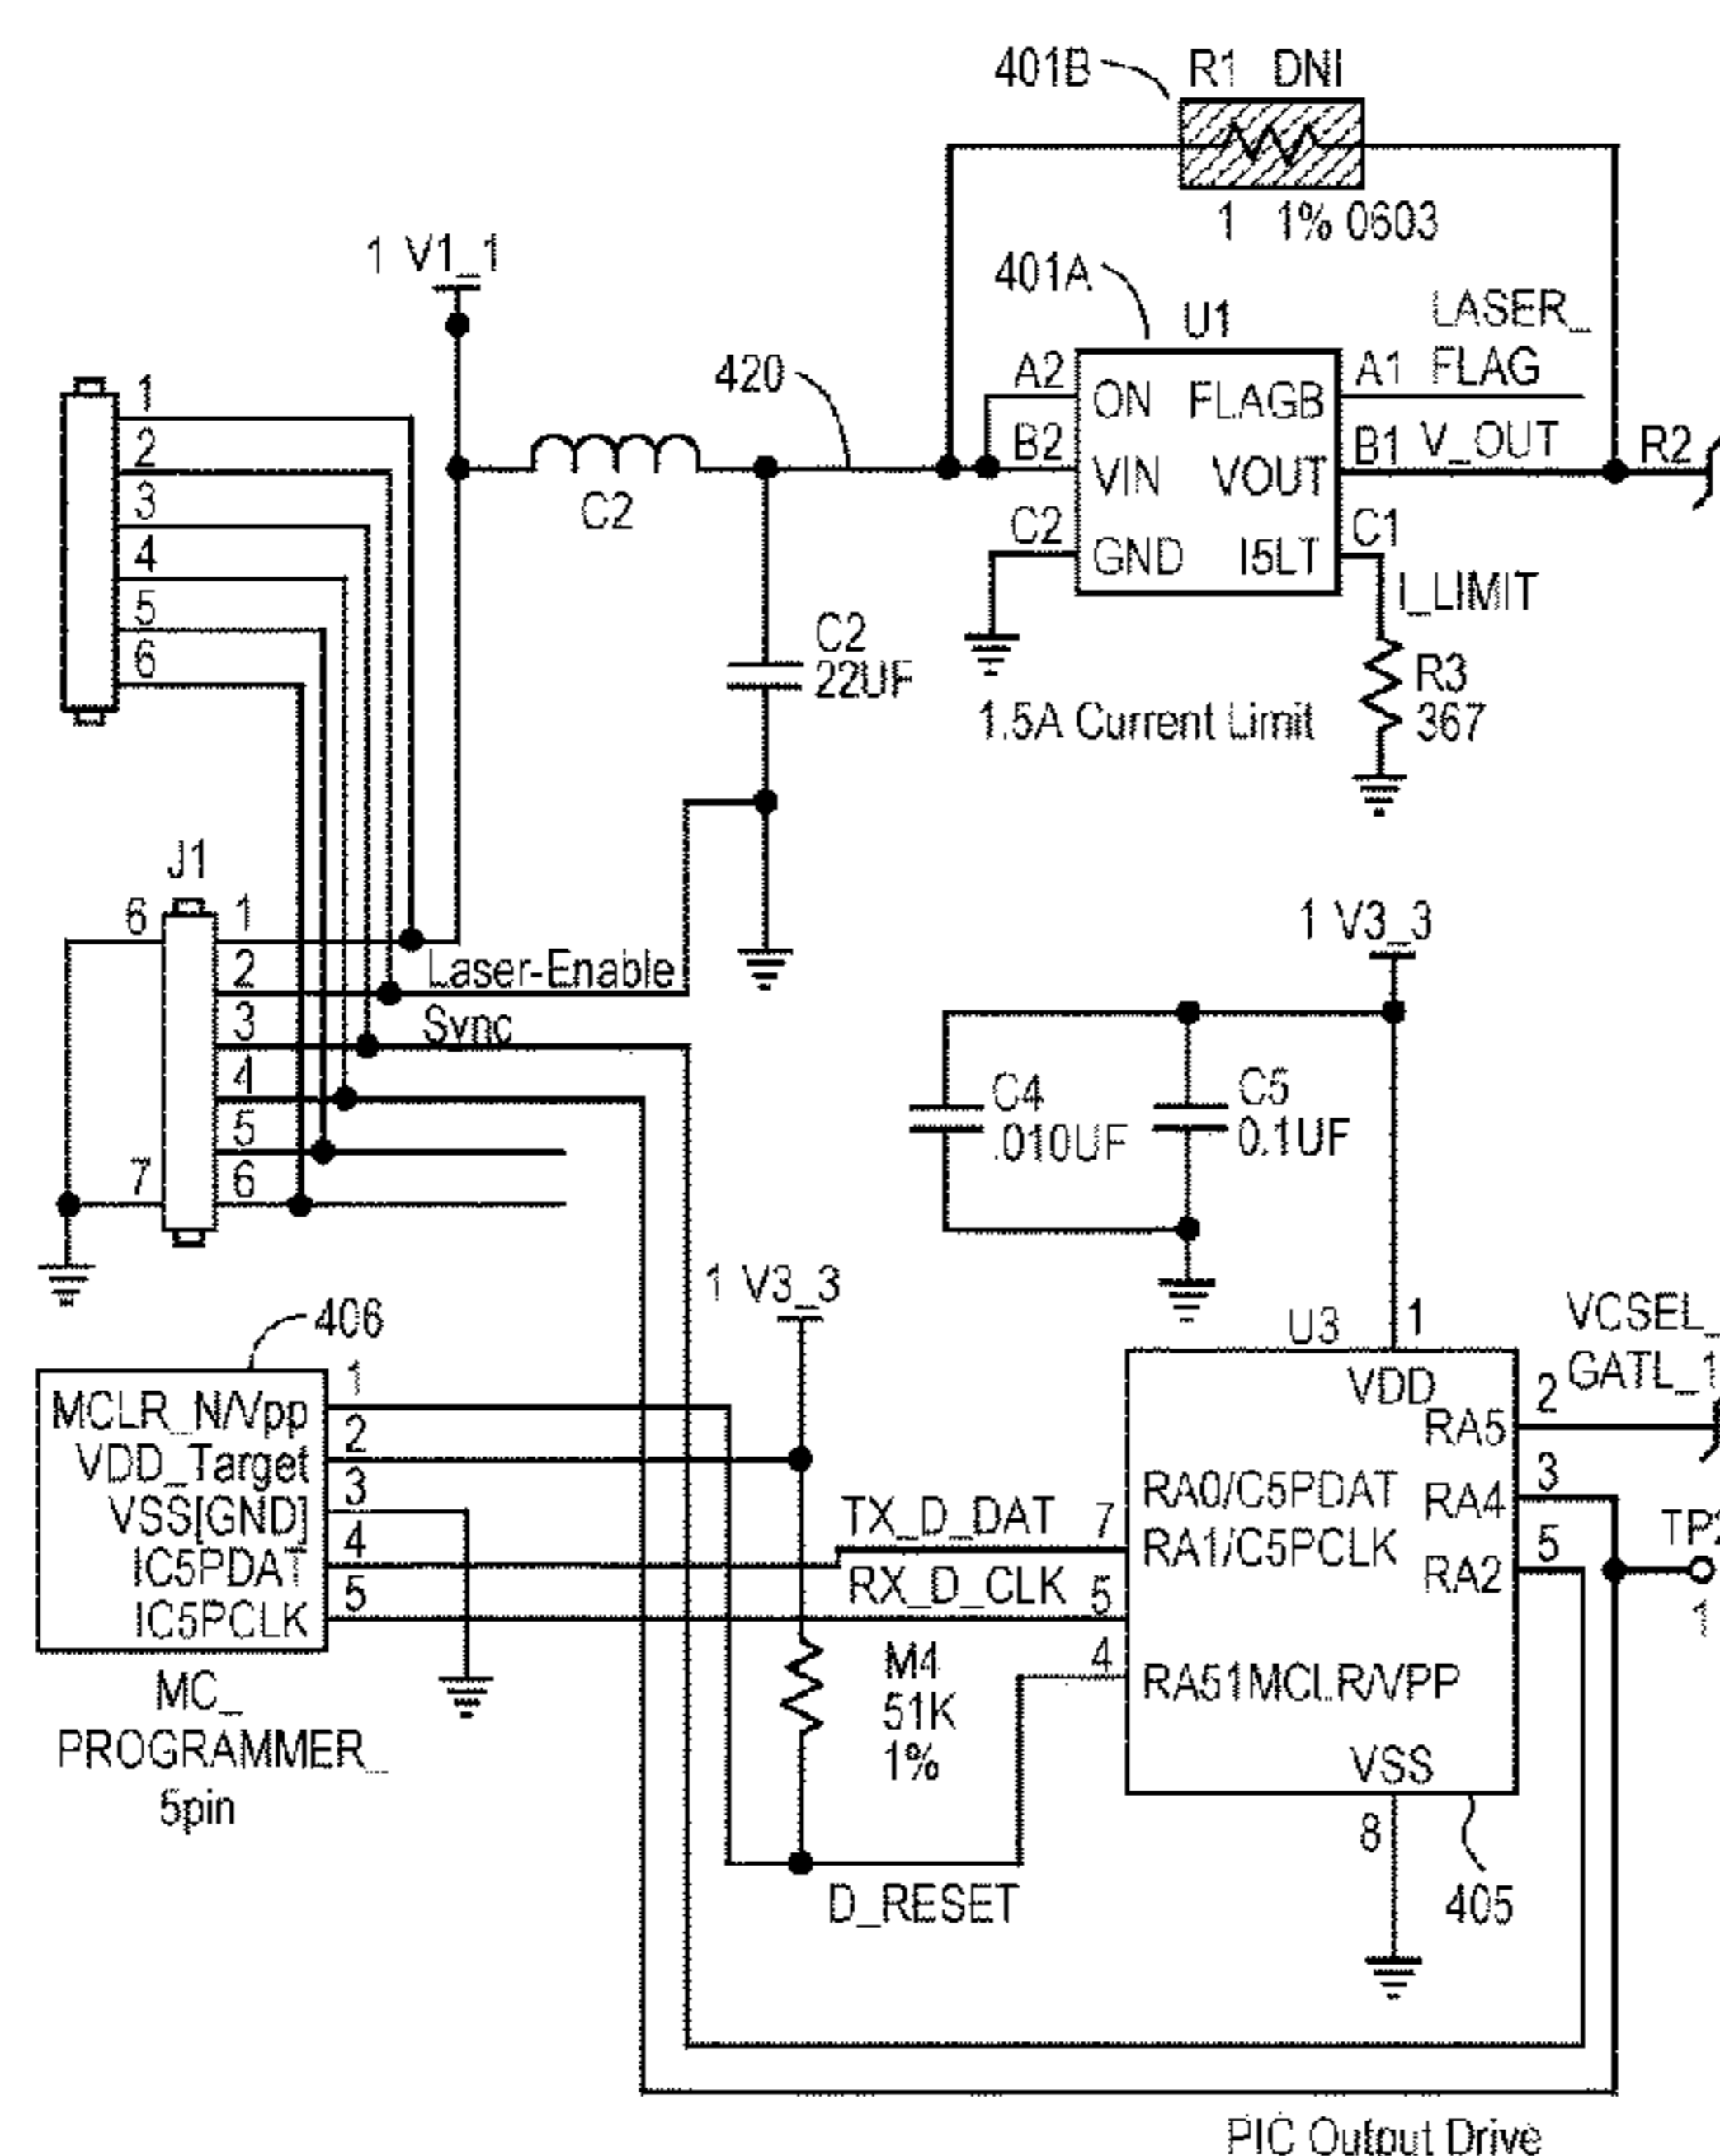 401B
R1 DNI
1 1% 0603
1 V1_1
401A
U1
LASER_
FLAG
A2
ON
FLAGB
A1
420
B2
VIN
VOUT
B1
V_OUT
R2
C2
C2
GND
I5LT
C1
I_LIMIT
1
2
3
4
5
6
C2
22UF
1.5A Current Limit
R3
367
J1
6
7
1
2
3
4
5
6
Laser-Enable
Sync
1 V3_3
C4
.010UF
C5
0.1UF
1 V3_3
406
MCLR_N/Vpp
VDD_Target
VSS[GND]
IC5PDAT
IC5PCLK
1
2
3
4
5
MC_
PROGRAMMER_
5pin
TX_D_DAT
RX_D_CLK
7
5
4
M4
51K
1%
D_RESET
U3
1
VDD
RA5
RA0/C5PDAT
RA4
RA1/C5PCLK
RA2
RA51MCLR/VPP
VSS
8
405
2
3
5
VCSEL_
GATL_1
TP2
1
PIC Output Drive